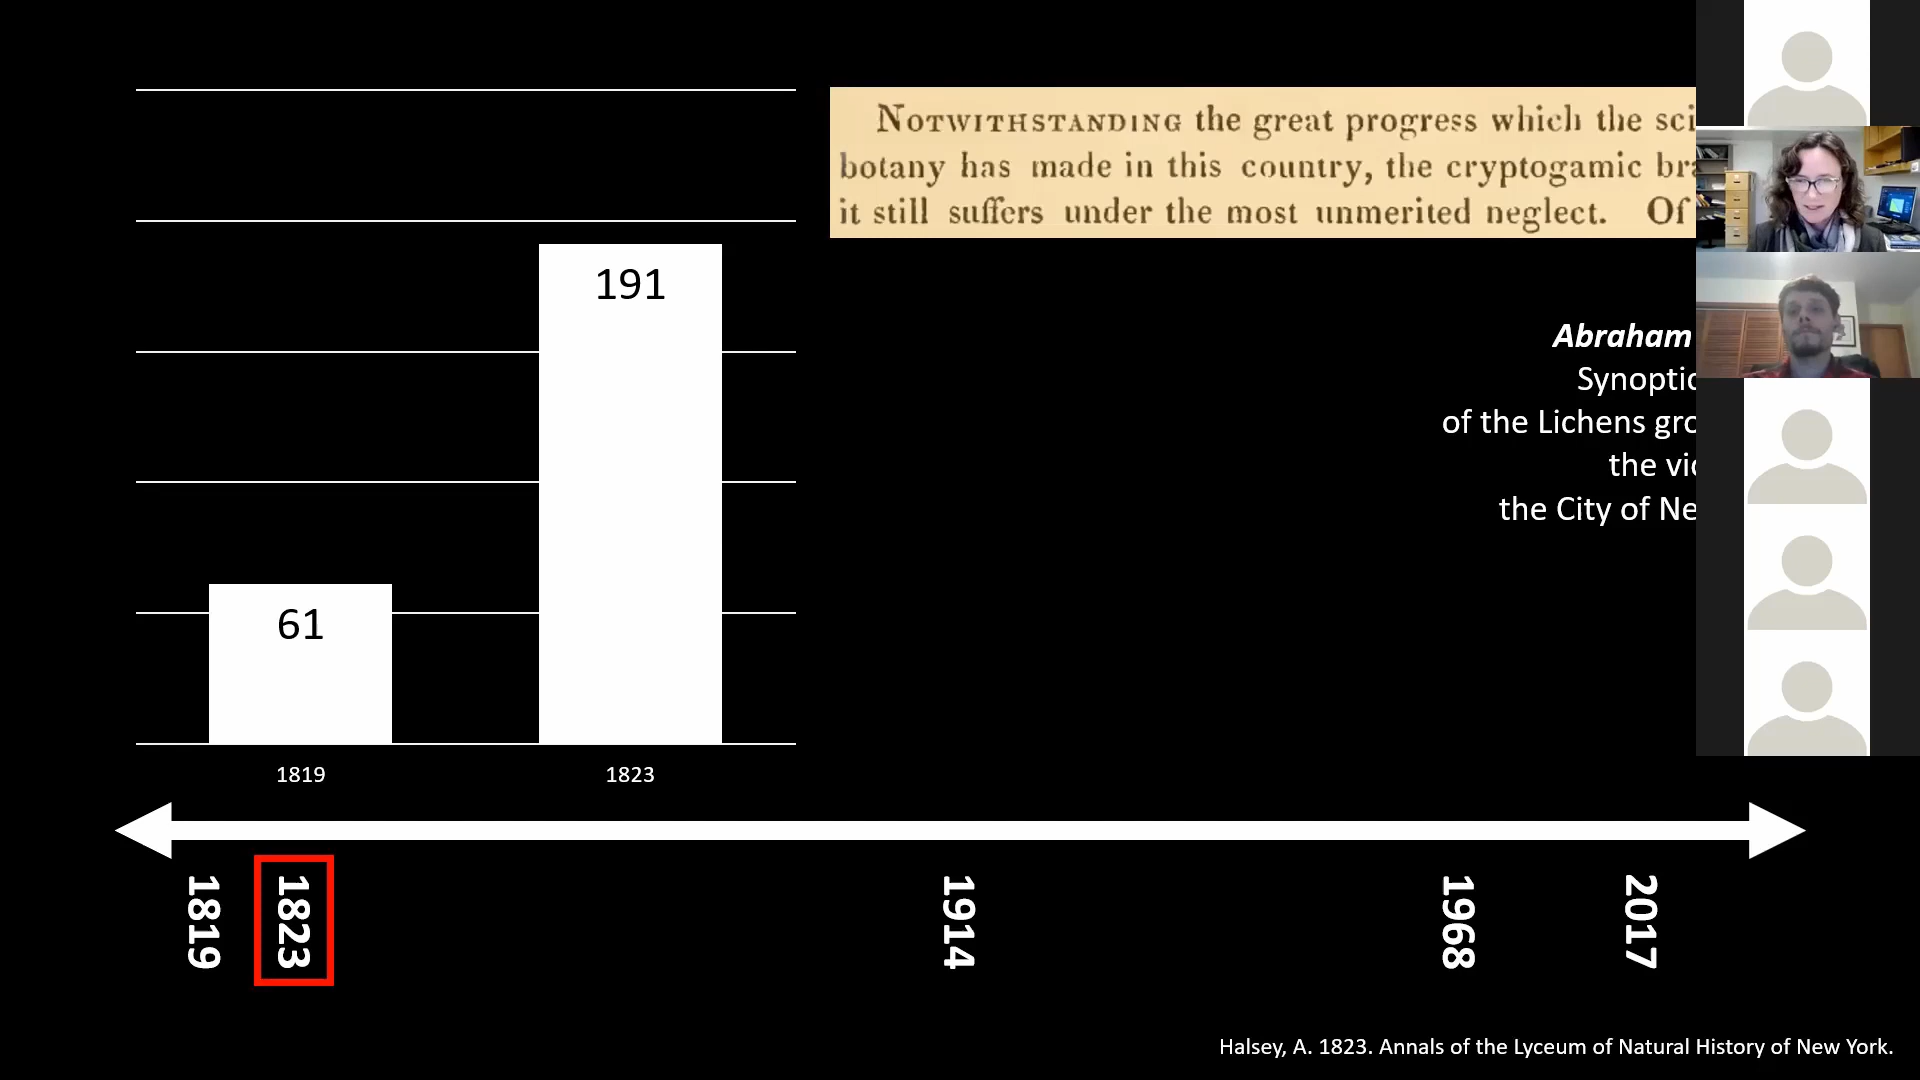 NOTWITHSTANDING the great progress which the sci
botany has made in this country, the cryptogamic bra
it still suffers under the most unmerited neglect. Of
191
61
1819
1823
Abraham
Synoptic
of the Lichens gro
the vic
the City of Ne
1819
1823
1914
1968
2017
Halsey, A. 1823. Annals of the Lyceum of Natural History of New York.